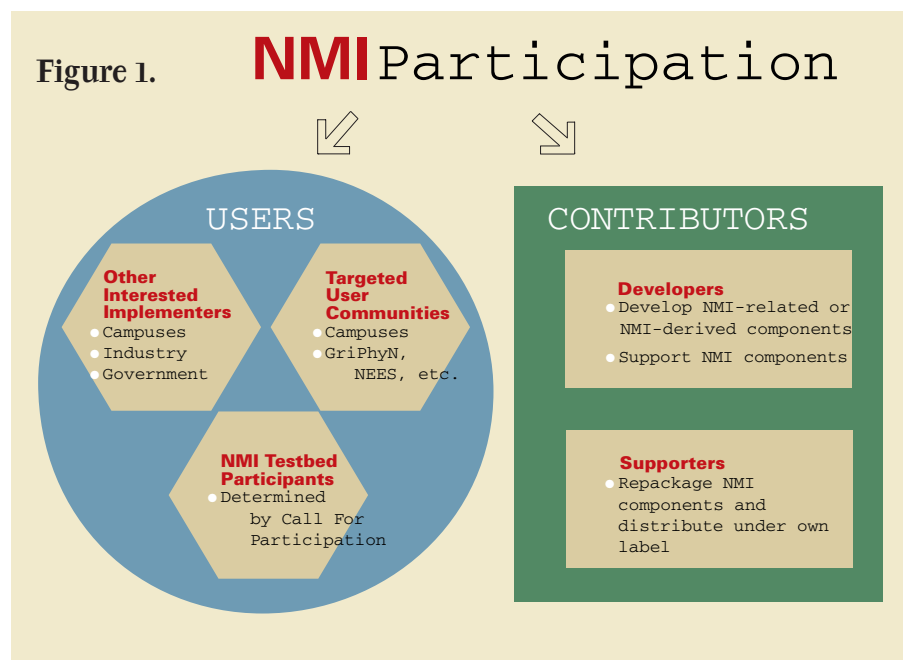 Figure 1.
NMI Participation
USERS
Other
Interested
Implementers
Campuses
Industry
Government
Targeted
User
Communities
Campuses
GriPhyN,
NEES, etc.
NMI Testbed
Participants
Determined
by Call For
Participation
CONTRIBUTORS
Developers
Develop NMI-related or
NMI-derived components
Support NMI components
Supporters
Repackage NMI
components and
distribute under own
label